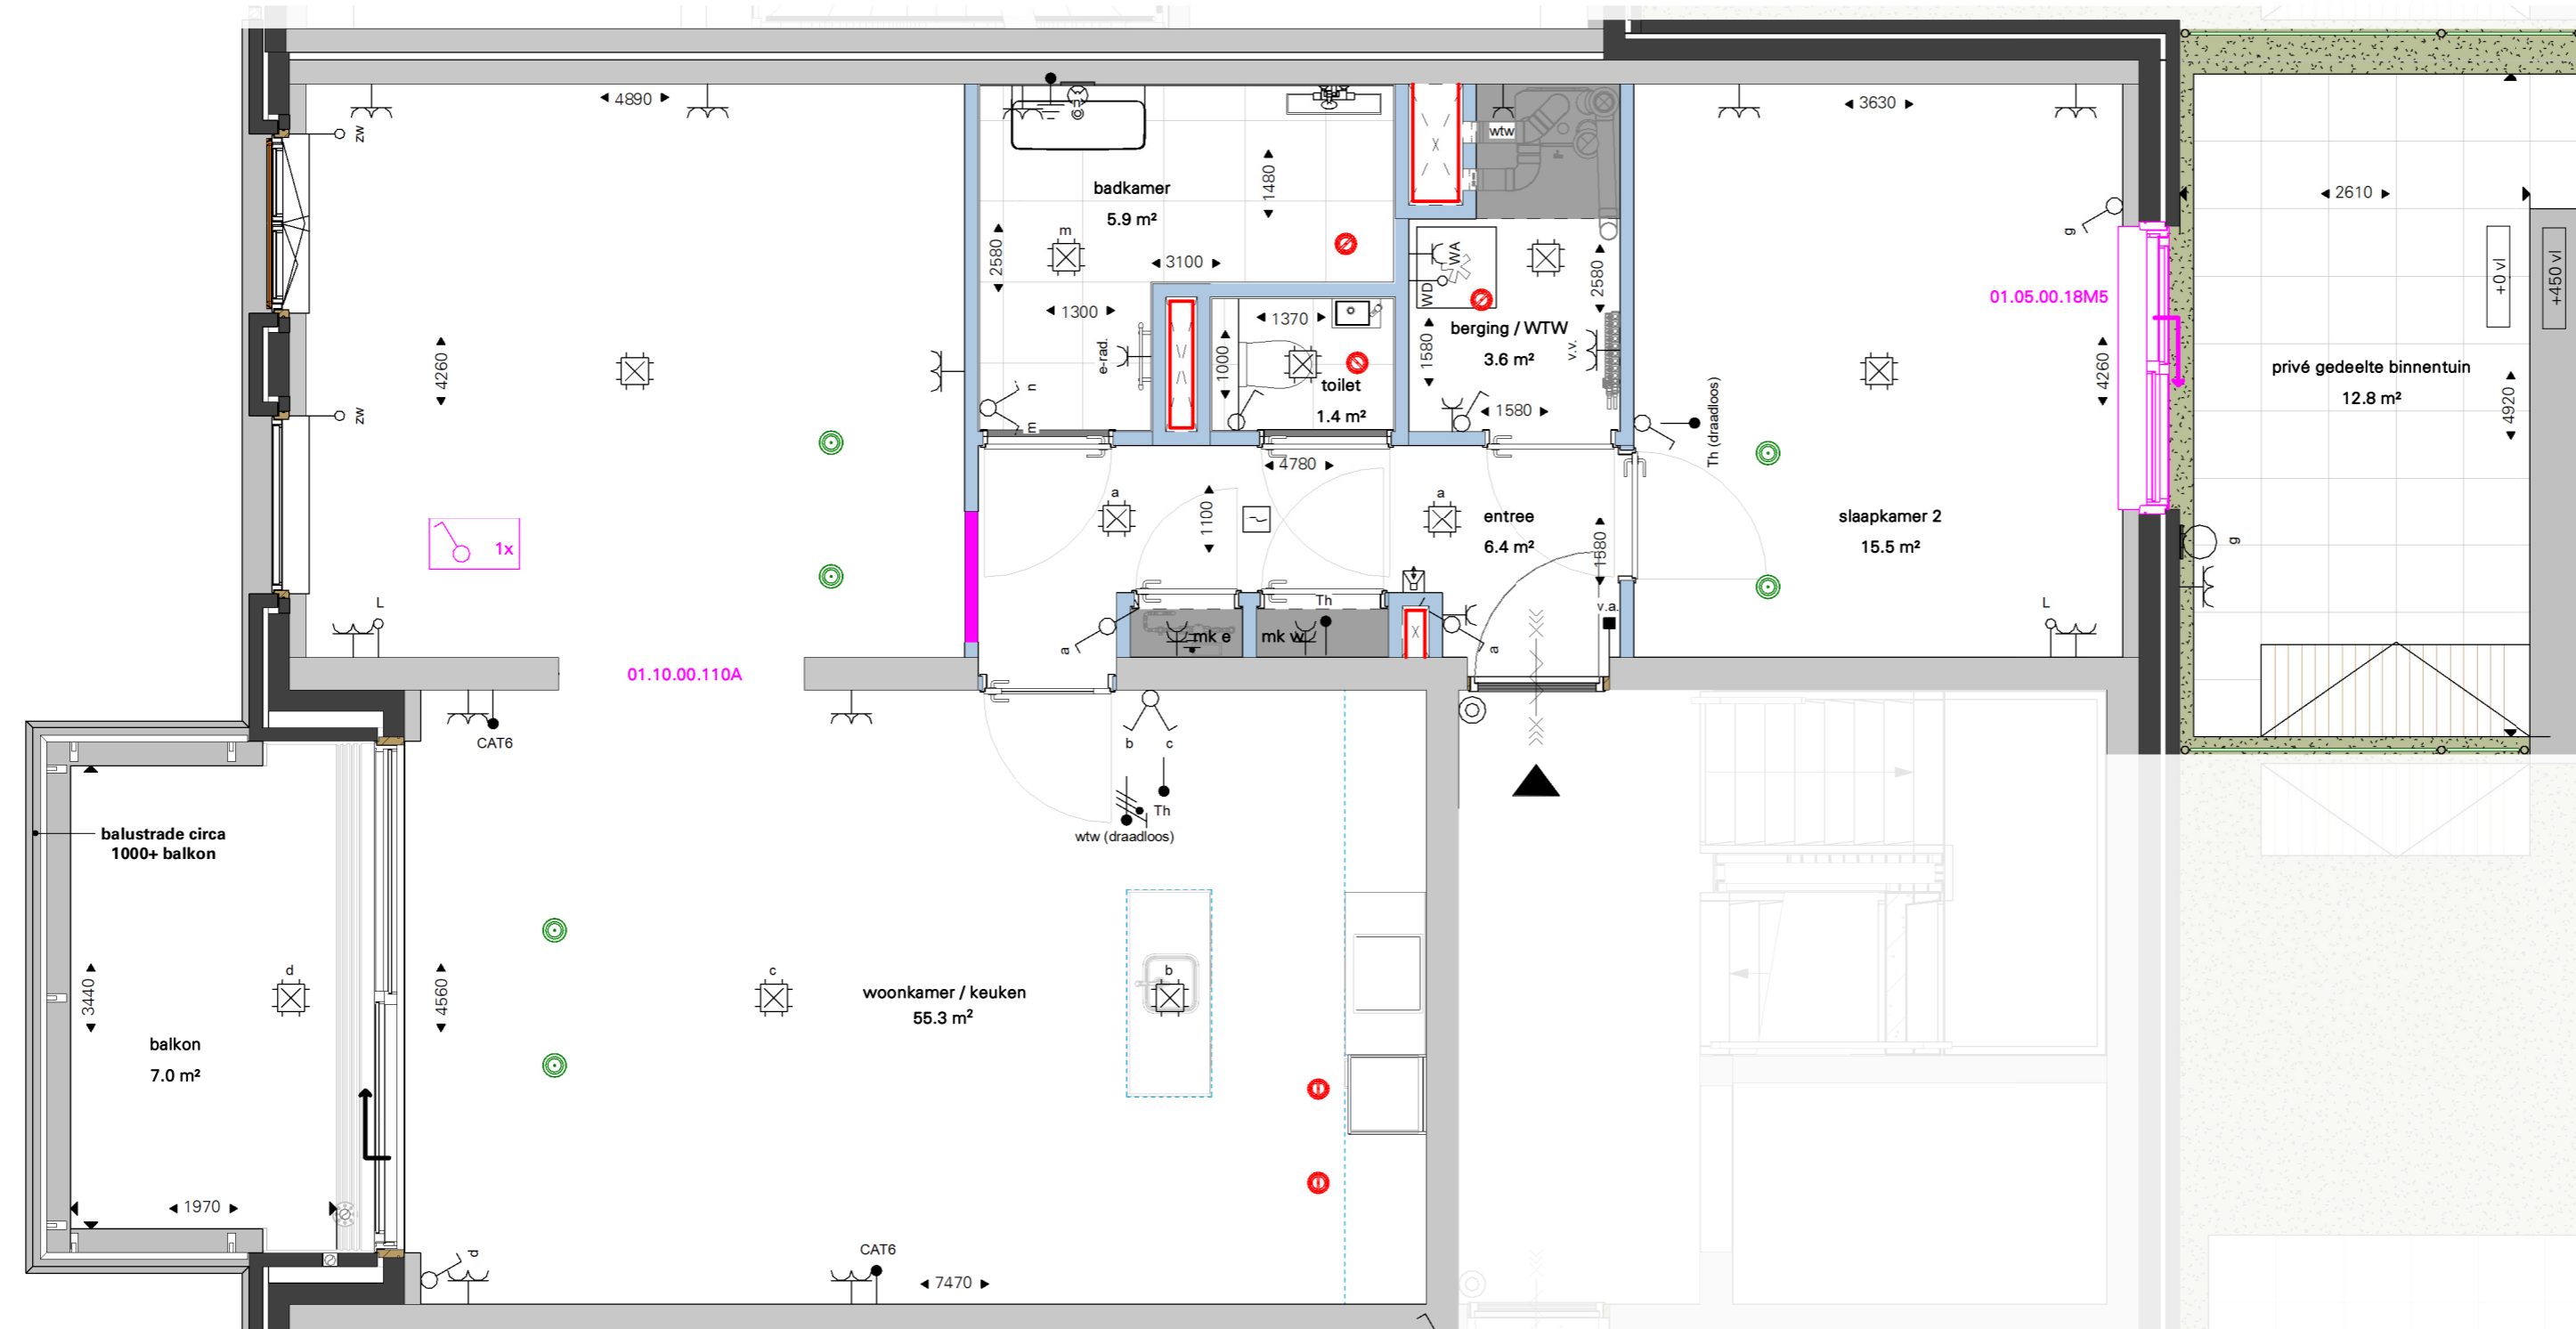 4890
3630
zw
wtw
badkamer
5.9 m²
1480
2610
m
g
2580
3100
WA
WD
2580
+0 vl
+450 vl
01.05.00.18M5
1300
1370
berging / WTW
3.6 m²
1580
v.v.
e-rad.
1000
toilet
1.4 m²
4260
4260
privé gedeelte binnentuin
12.8 m²
4920
zw
n
m
1580
Th (draadloos)
4780
a
a
1100
entree
6.4 m²
1580
slaapkamer 2
15.5 m²
g
1x
L
Th
v.a.
L
mk e
mk w
a
a
01.10.00.110A
CAT6
b
c
Th
wtw (draadloos)
balustrade circa
1000+ balkon
d
c
b
3440
4560
woonkamer / keuken
55.3 m²
balkon
7.0 m²
1970
d
CAT6
7470